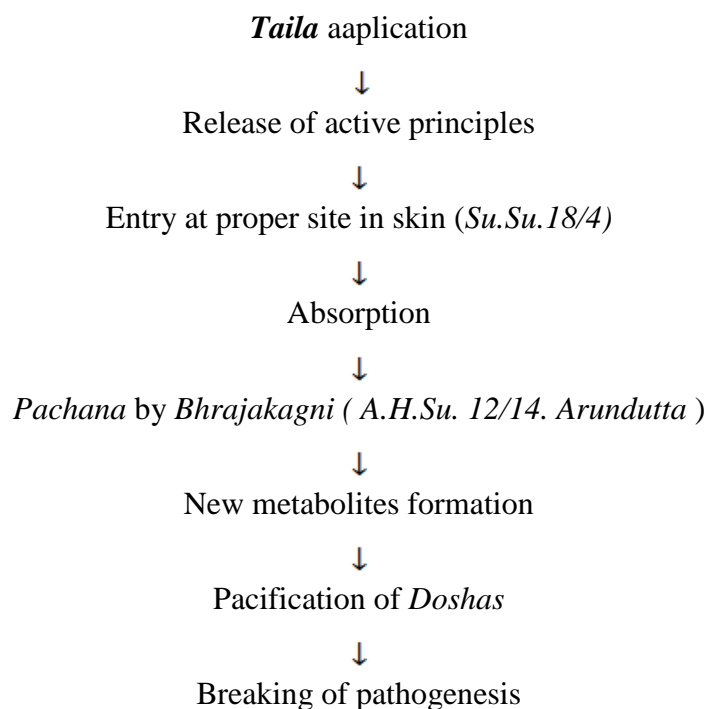 Taila aaplication
↓
Release of active principles
↓
Entry at proper site in skin (Su.Su.18/4)
↓
Absorption
↓
Pachana by Bhrajakagni ( A.H.Su. 12/14. Arundutta )
↓
New metabolites formation
↓
Pacification of Doshas
↓
Breaking of pathogenesis